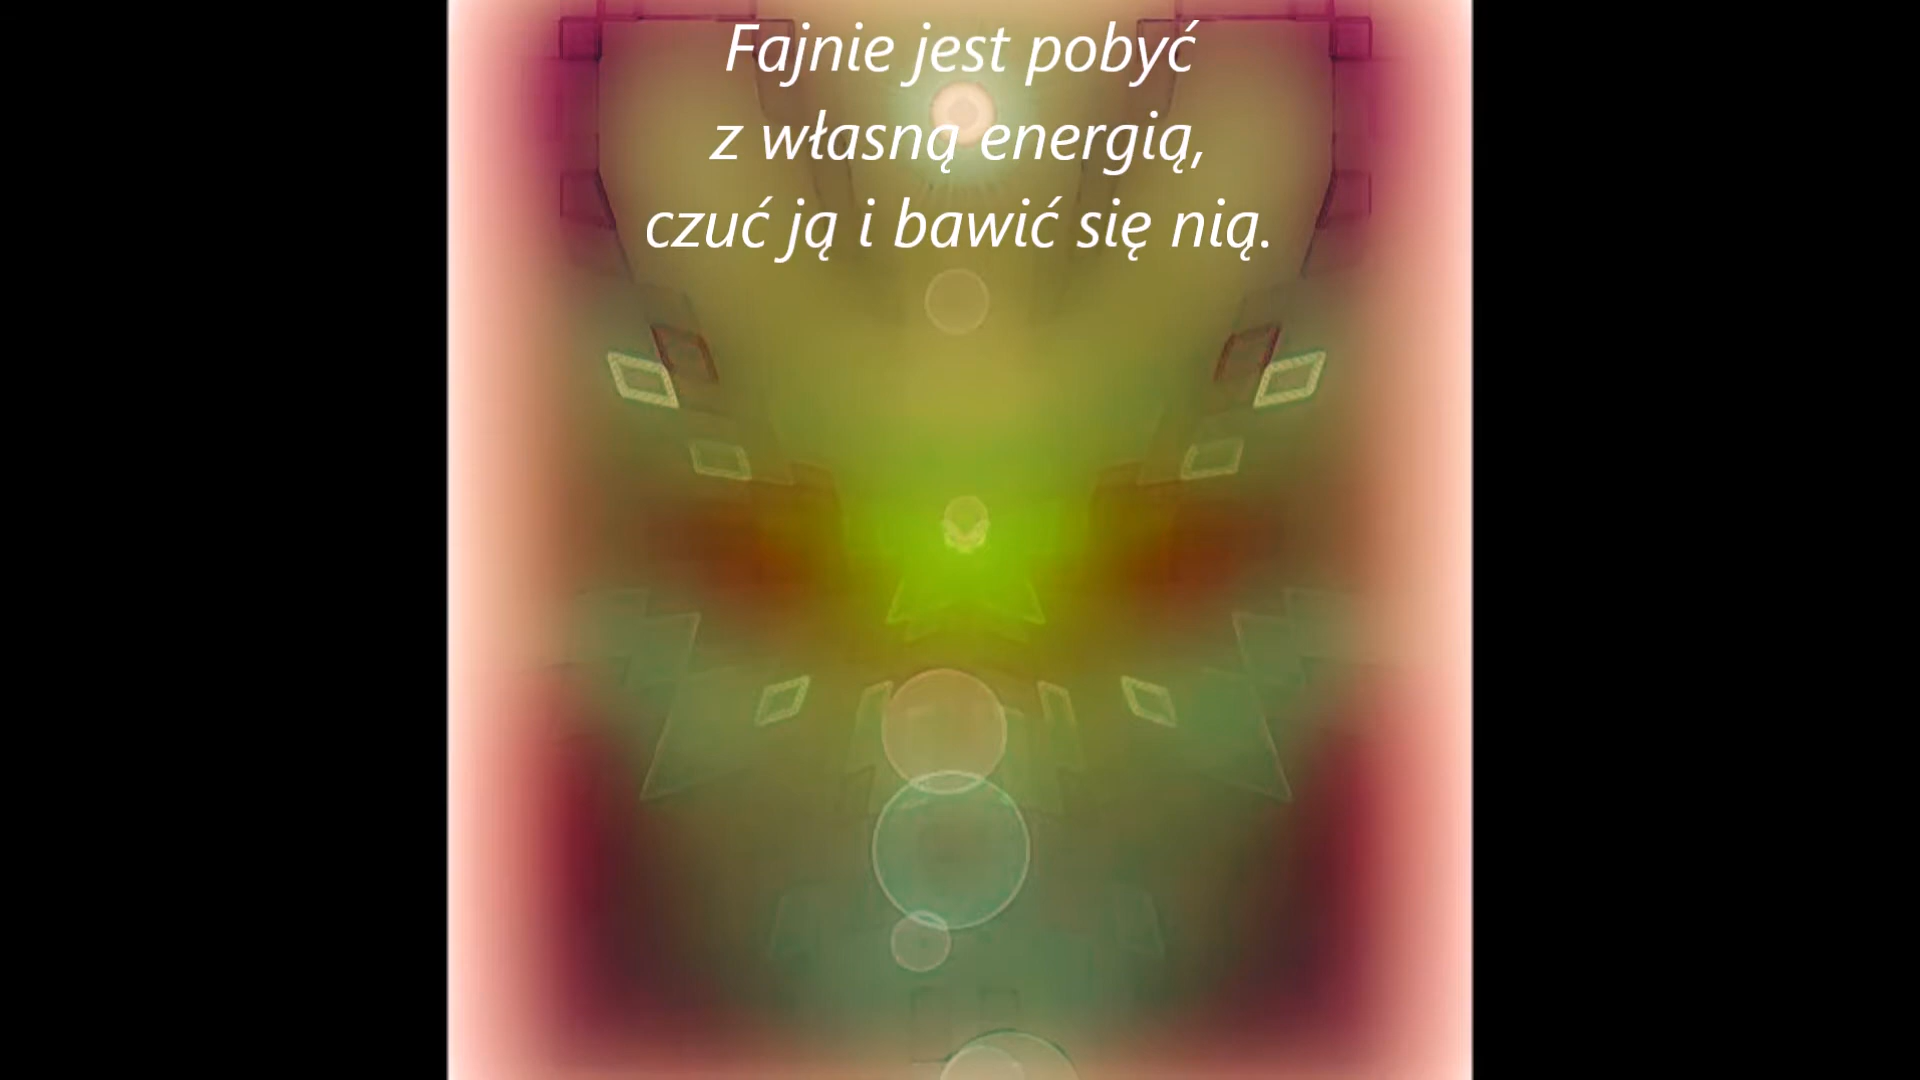 Fajnie jest pobyć
z własną energią,
czuć ją i bawić się nią.